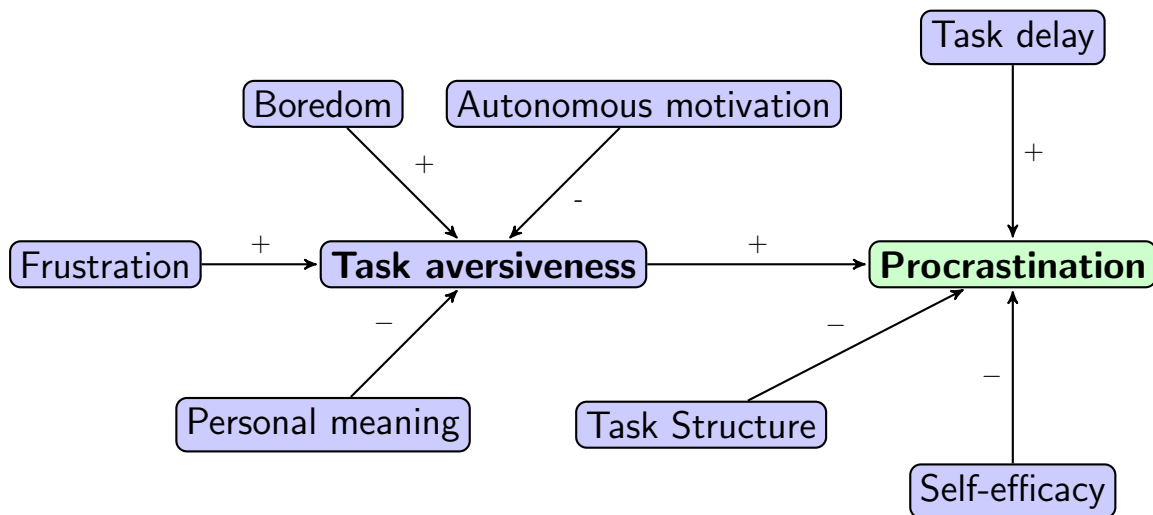 Task delay
Boredom
Autonomous motivation
+
+
-
Frustration
+
Task aversiveness
+
Procrastination
–
–
–
Personal meaning
Task Structure
Self-efficacy